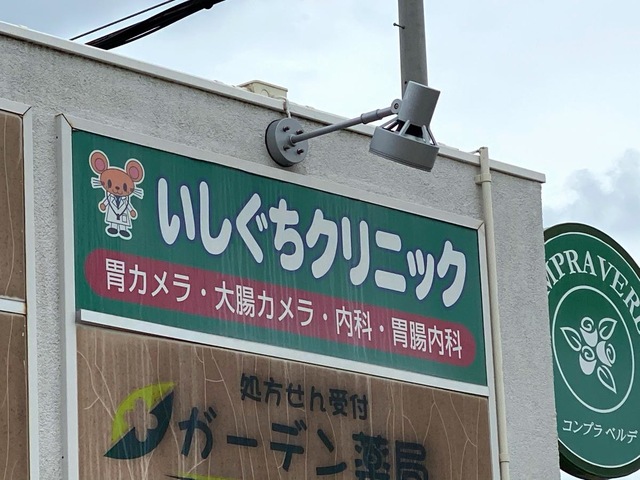 いしぐちクリニック
胃カメラ・大腸カメラ・内科・胃腸内科
処方せん受付
ガーデン薬局
MPRAVERD
コンプラ ベルデ